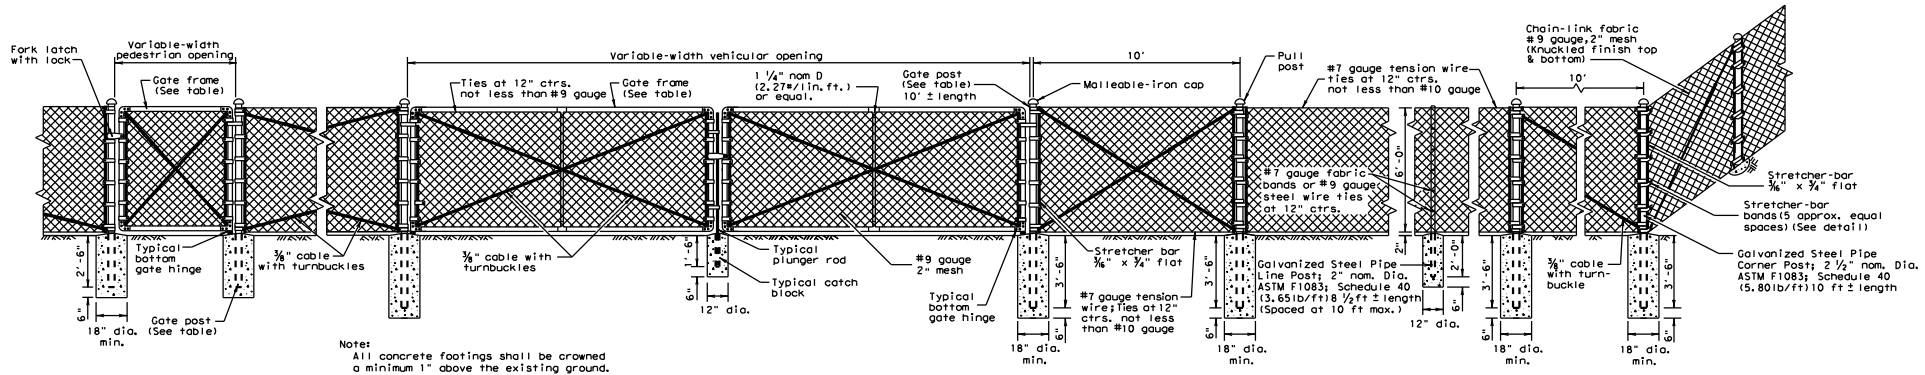 Fork latch
with lock
Variable-width
pedestrian opening
Gate frame
(See table)
Variable-width vehicular opening
Ties at 12" ctrs.
not less than #9 gauge
Gate frame
(See table)
1 1/4" nom D
(2.27#/lin.ft.)
or equal.
Gate post
(See table)
10' ± length
10'
Malleable-iron cap
Pull
post
#7 gauge tension wire
ties at 12" ctrs.
not less than #10 gauge
Chain-link fabric
#9 gauge,2" mesh
(Knuckled finish top
& bottom)
10'
6'-0"
2"
#7 gauge fabric
bands or #9 gauge
steel wire ties
at 12" ctrs.
Stretcher-bar
3/16" x 3/4" flat
Stretcher-bar
bands(5 approx. equal
spaces)(See detail)
2'-6"
6"
18" dia.
min.
Typical
bottom
gate hinge
Gate post
(See table)
3/8" cable
with turnbuckles
3/8" cable with
turnbuckles
1'-6"
6"
12" dia.
Typical
plunger rod
Typical catch
block
#9 gauge
2" mesh
Typical
bottom
gate hinge
Stretcher bar
3/16" x 3/4" flat
3'-6"
6"
18" dia.
min.
#7 gauge tension
wire;Ties at 12"
ctrs. not less
than #10 gauge
3'-6"
6"
18" dia.
min.
Galvanized Steel Pipe
Line Post; 2" nom. Dia.
ASTM F1083; Schedule 40
(3.65lb/ft)8 1/2ft ± length
(Spaced at 10 ft max.)
2'-0"
6"
12" dia.
3'-6"
6"
18" dia.
min.
3/8" cable
with turn-
buckle
3'-6"
6"
18" dia.
min.
Galvanized Steel Pipe
Corner Post; 2 1/2" nom. Dia.
ASTM F1083; Schedule 40
(5.80lb/ft)10 ft ± length
Note:
All concrete footings shall be crowned
a minimum 1" above the existing ground.